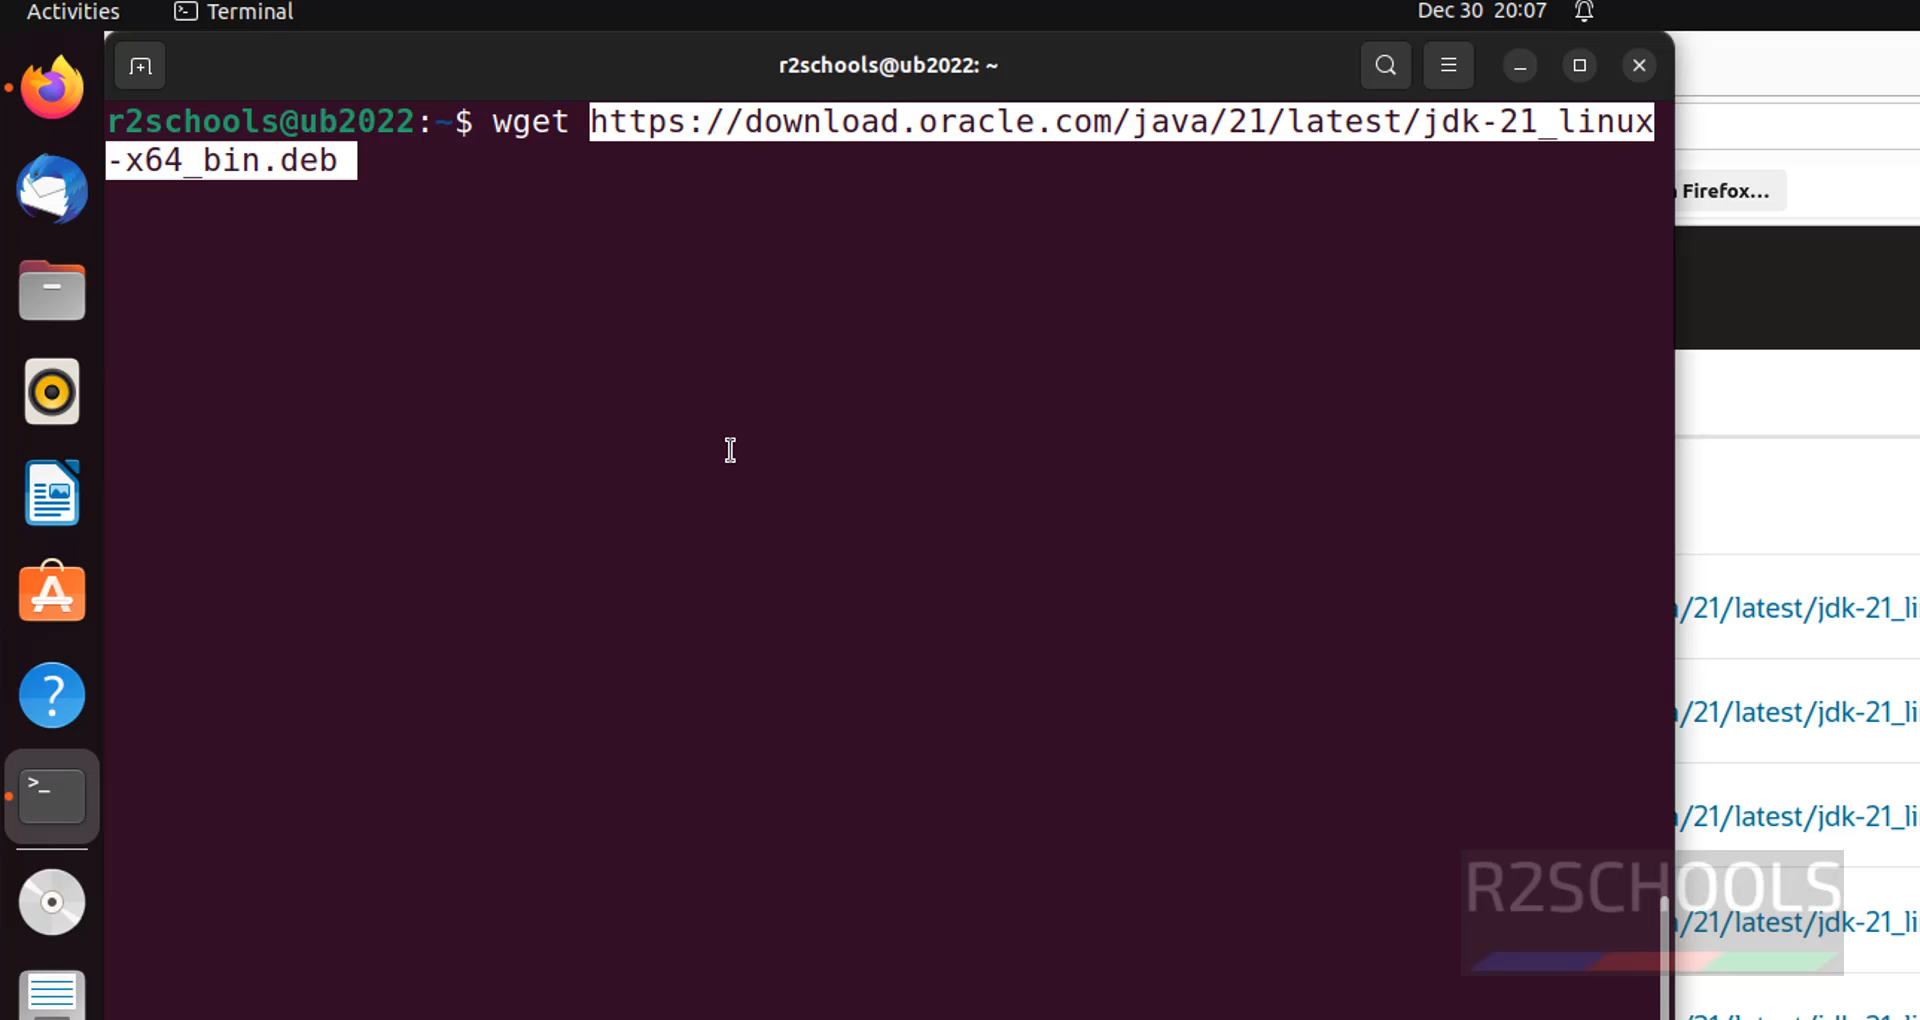 Activities
Terminal
Dec 30 20:07
r2schools@ub2022: ~
r2schools@ub2022:~$ wget https://download.oracle.com/java/21/latest/jdk-21_linux
-x64_bin.deb
Firefox...
/21/latest/jdk-21_li
/21/latest/jdk-21_li
/21/latest/jdk-21_li
/21/latest/jdk-21_li
R2SCHOOLS